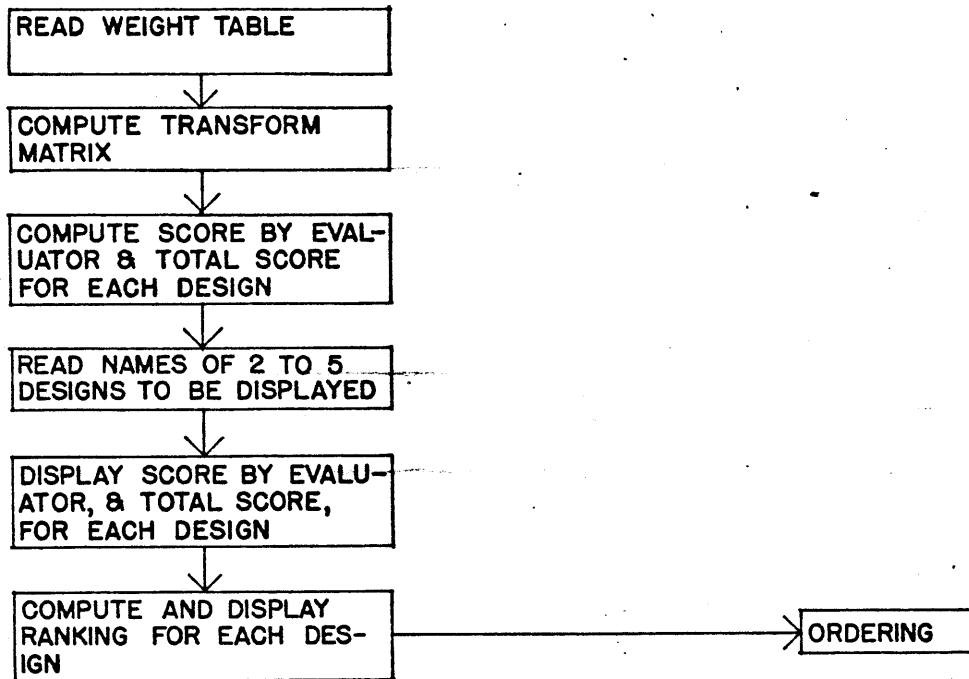 READ WEIGHT TABLE
COMPUTE TRANSFORM
MATRIX
COMPUTE SCORE BY EVAL-
UATOR & TOTAL SCORE
FOR EACH DESIGN
READ NAMES OF 2 TO 5
DESIGNS TO BE DISPLAYED
DISPLAY SCORE BY EVALU-
ATOR, & TOTAL SCORE,
FOR EACH DESIGN
COMPUTE AND DISPLAY
RANKING FOR EACH DES-
IGN
ORDERING